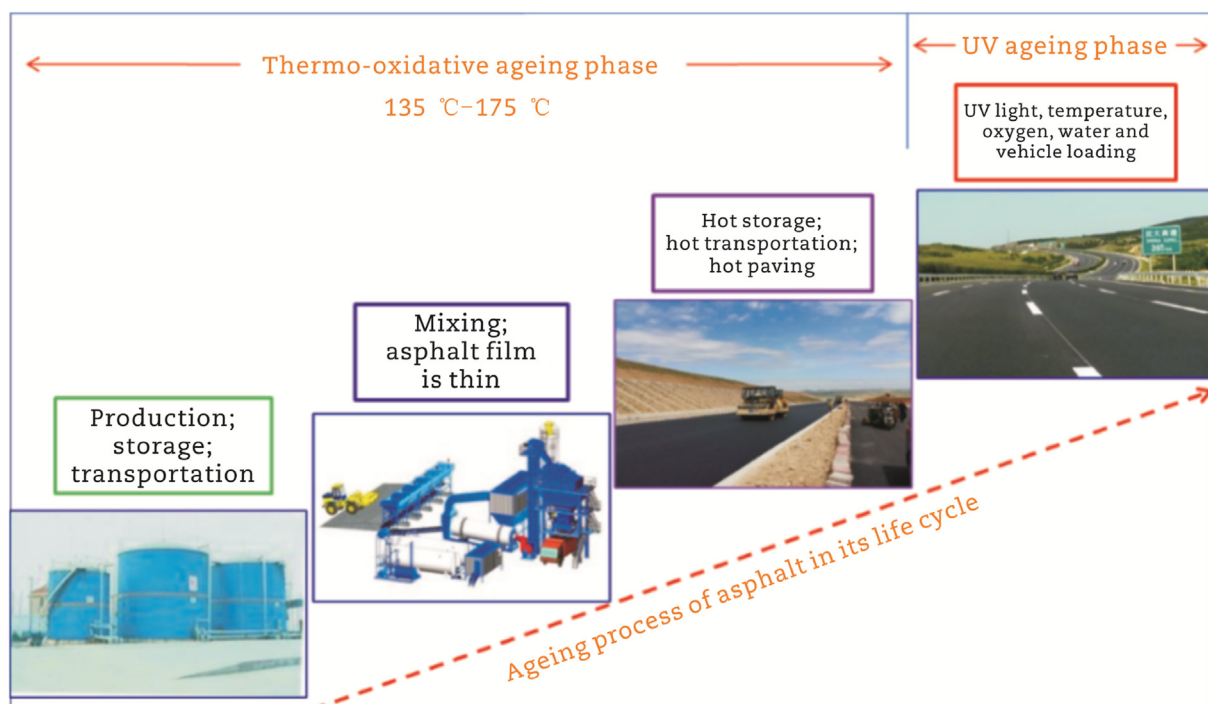 Thermo-oxidative ageing phase
135 ℃-175 ℃
UV ageing phase
UV light, temperature,
oxygen, water and
vehicle loading
Hot storage;
hot transportation;
hot paving
Mixing;
asphalt film
is thin
Production;
storage;
transportation
Ageing process of asphalt in its life cycle